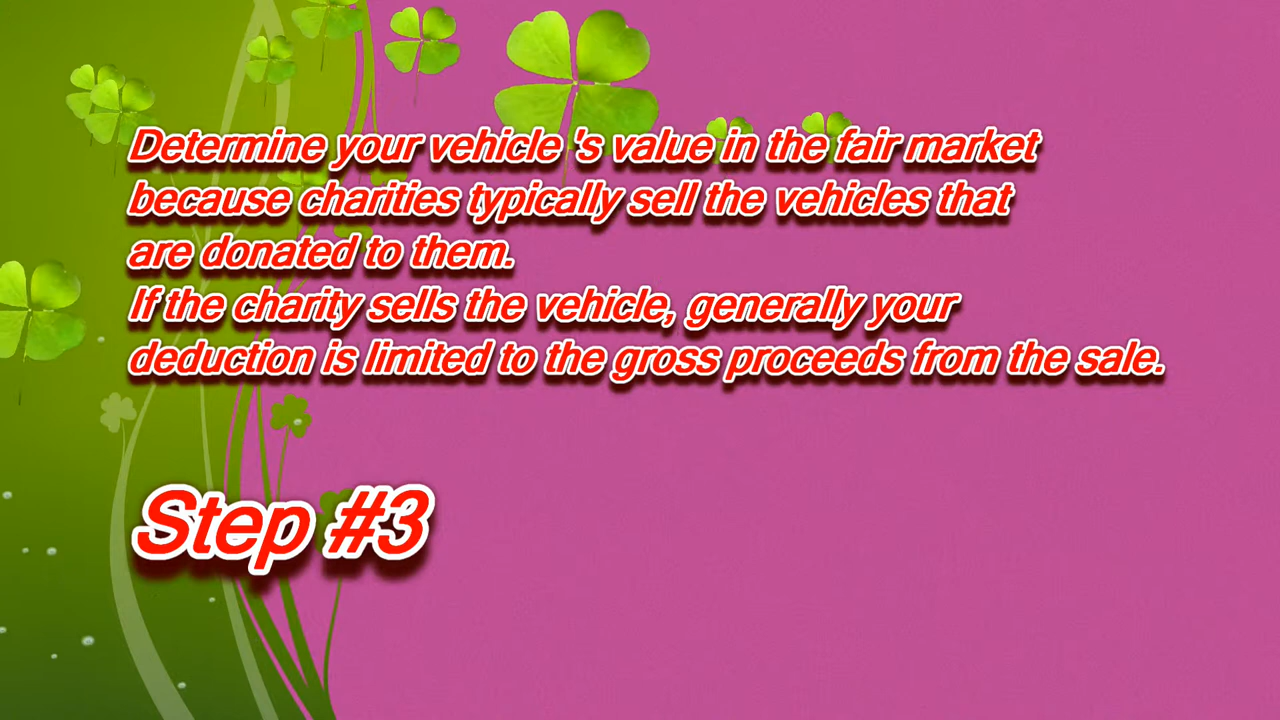 Determine your vehicle 's value in the fair market
because charities typically sell the vehicles that
are donated to them.
If the charity sells the vehicle, generally your
deduction is limited to the gross proceeds from the sale.
Step #3